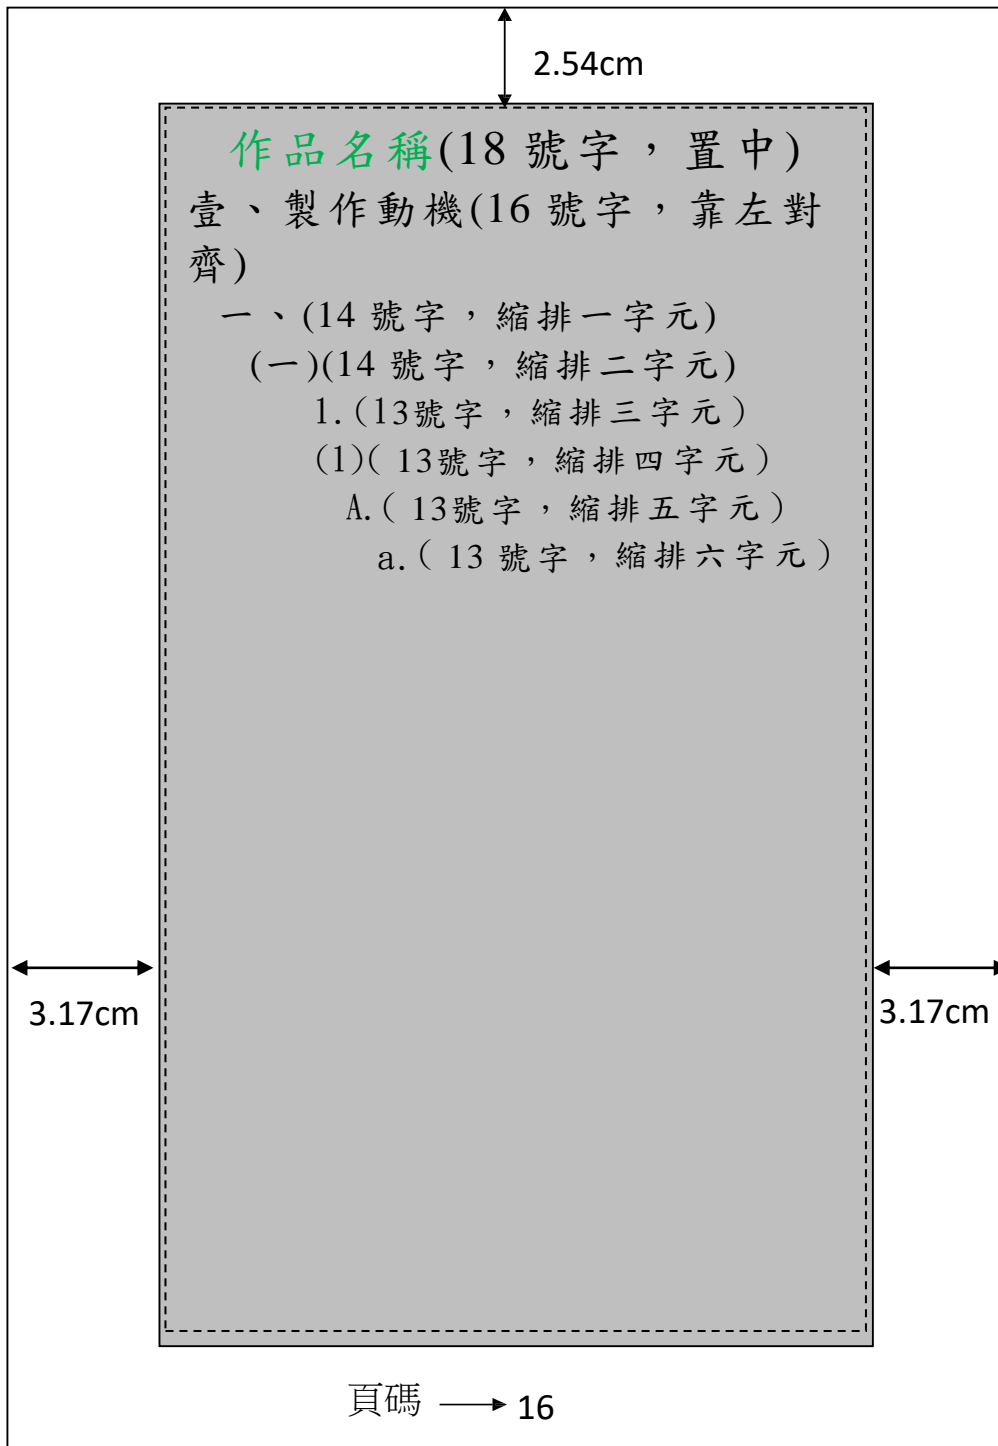 2.54cm
作品名稱(18 號字，置中)
壹、製作動機(16 號字，靠左對
齊)
一、(14 號字，縮排一字元)
(一)(14 號字，縮排二字元)
1.(13號字，縮排三字元)
(1)( 13號字，縮排四字元)
A.( 13號字，縮排五字元)
a.( 13 號字，縮排六字元)
3.17cm
3.17cm
頁碼 → 16